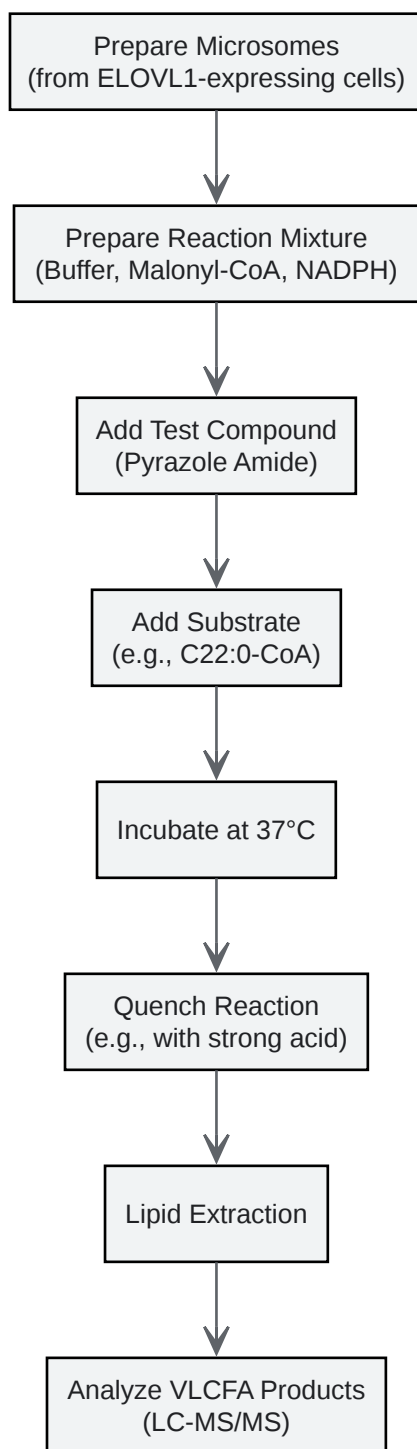 Prepare Microsomes
(from ELOVL1-expressing cells)
Prepare Reaction Mixture
(Buffer, Malonyl-CoA, NADPH)
Add Test Compound
(Pyrazole Amide)
Add Substrate
(e.g., C22:0-CoA)
Incubate at 37°C
Quench Reaction
(e.g., with strong acid)
Lipid Extraction
Analyze VLCFA Products
(LC-MS/MS)